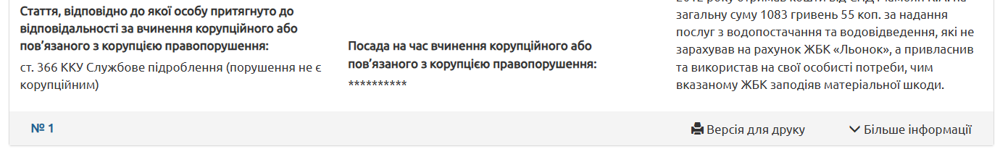 Стаття, відповідно до якої особу притягнуто до
відповідальності за вчинення корупційного або
пов’язаного з корупцією правопорушення:
ст. 366 ККУ Службове підроблення (порушення не є
корупційним)
Посада на час вчинення корупційного або
пов’язаного з корупцією правопорушення:
**********
загальну суму 1083 гривень 55 коп. за надання
послуг з водопостачання та водовідведення, які не
зарахував на рахунок ЖБК «Льонок», а привласнив
та використав на свої особисті потреби, чим
вказаному ЖБК заподіяв матеріальної шкоди.
№ 1
Версія для друку
Більше інформації